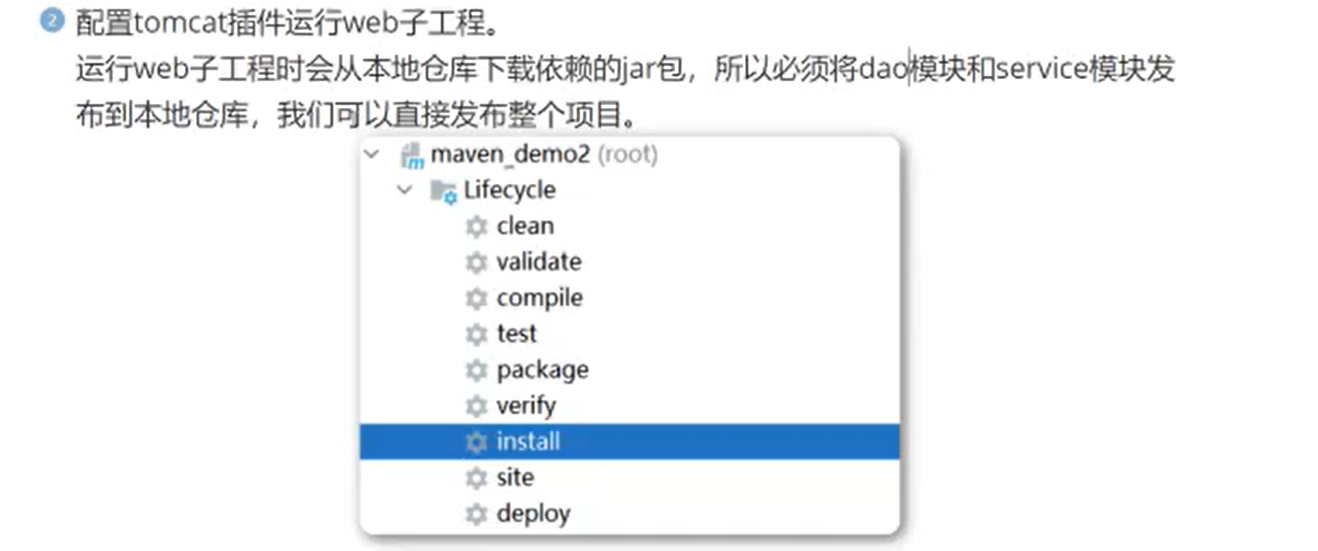 2 配置tomcat插件运行web子工程。
运行web子工程时会从本地仓库下载依赖的jar包，所以必须将dao模块和service模块发
布到本地仓库，我们可以直接发布整个项目。
maven_demo2 (root)
Lifecycle
clean
validate
compile
test
package
verify
install
site
deploy